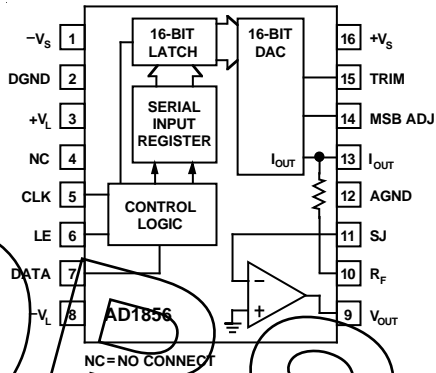 −VS 1
DGND 2
+VL 3
NC 4
CLK 5
LE 6
DATA 7
−VL 8
16-BIT
LATCH
16-BIT
DAC
SERIAL
INPUT
REGISTER
IOUT
CONTROL
LOGIC
−
+
AD1856
16 +VS
15 TRIM
14 MSB ADJ
13 IOUT
12 AGND
11 SJ
10 RF
9 VOUT
NC = NO CONNECT